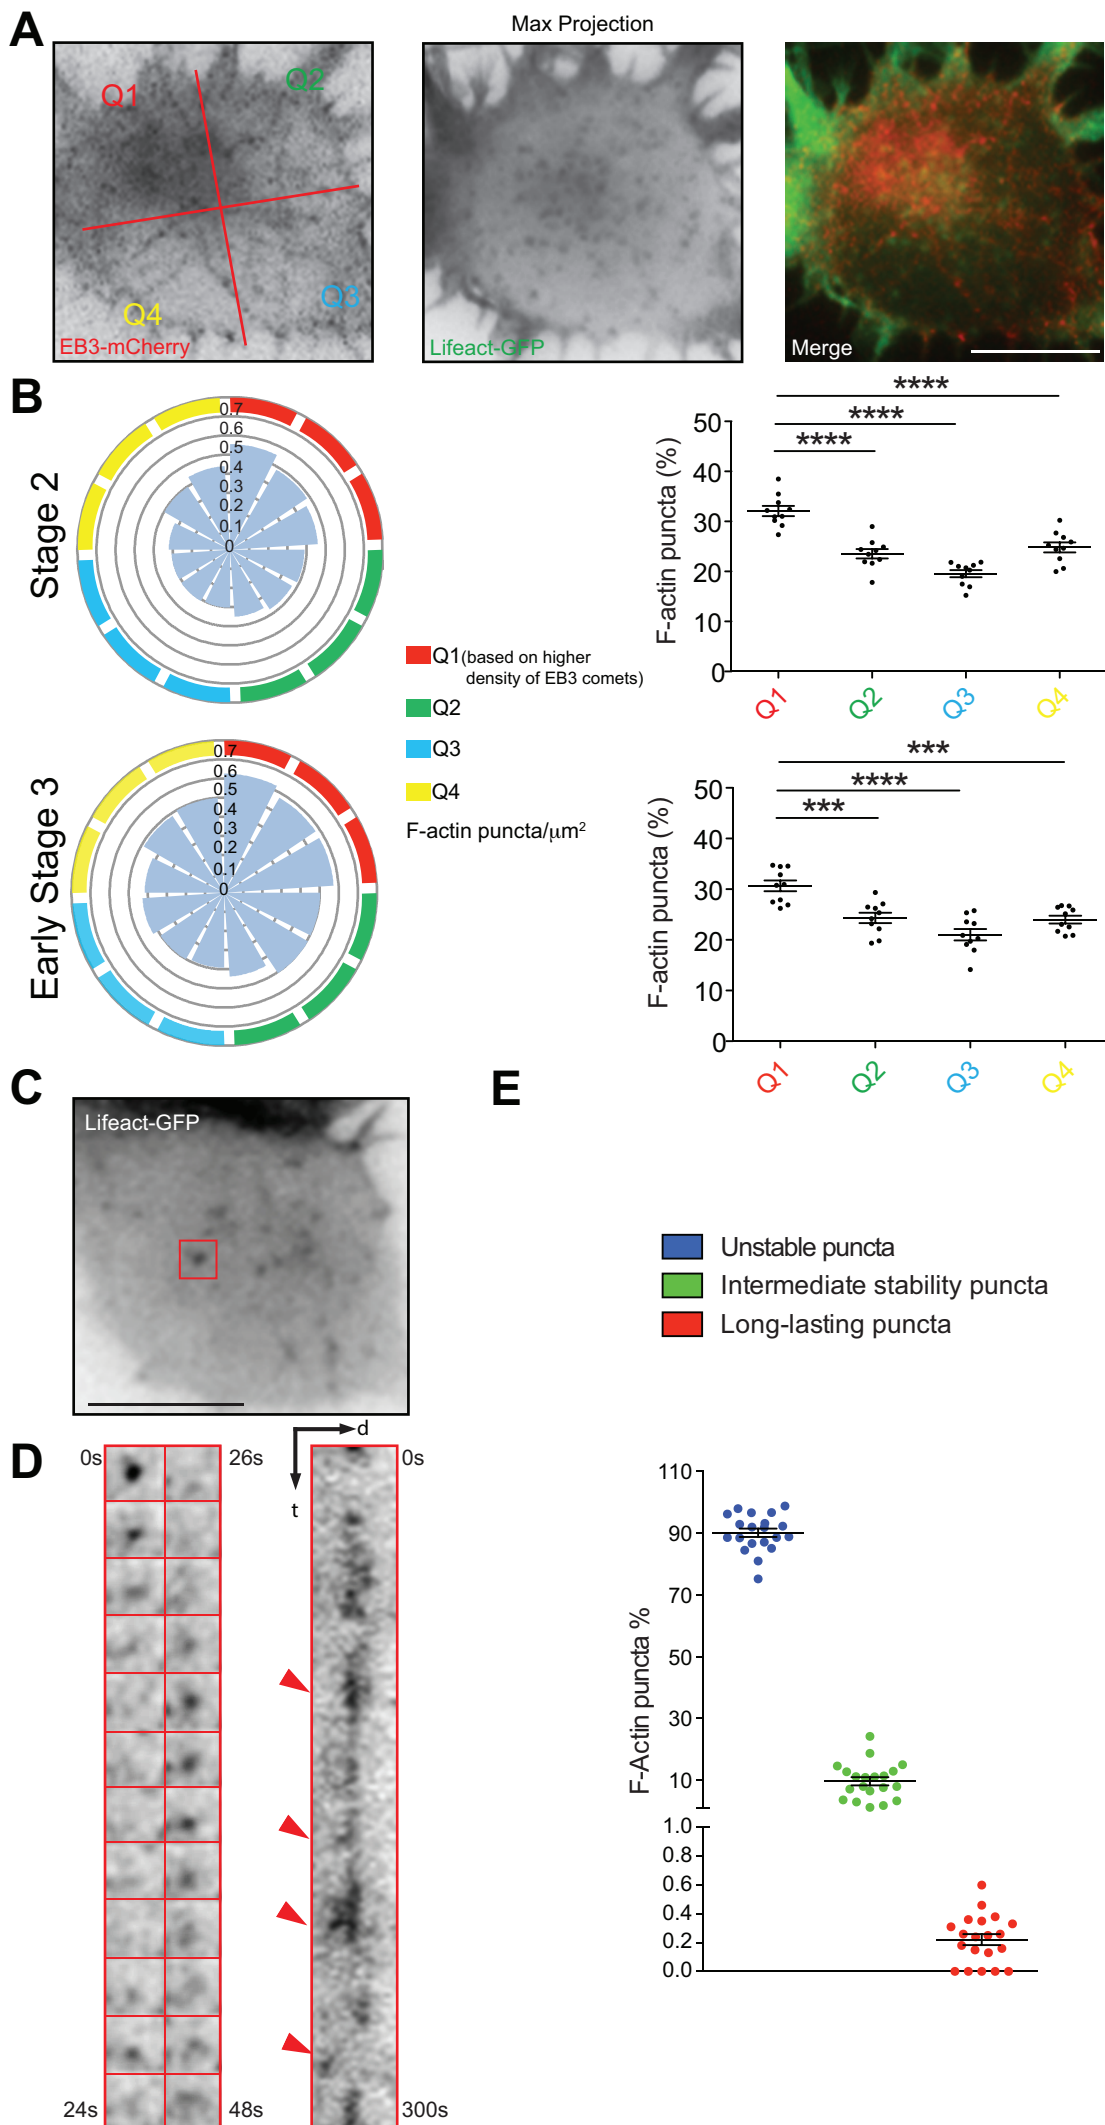 A
Max Projection
Q1
Q2
Q3
Q4
EB3-mCherry
Lifeact-GFP
Merge
B
Stage 2
0.7
0.6
0.5
0.4
0.3
0.2
0.1
0
Early Stage 3
0.7
0.6
0.5
0.4
0.3
0.2
0.1
0
Q1 (based on higher
density of EB3 comets)
Q2
Q3
Q4
F-actin puncta/μm²
****
****
****
F-actin puncta (%)
50
40
30
20
10
0
Q1
Q2
Q3
Q4
***
****
***
F-actin puncta (%)
50
40
30
20
10
0
Q1
Q2
Q3
Q4
C
Lifeact-GFP
D
0s
26s
24s
48s
d
t
0s
300s
E
Unstable puncta
Intermediate stability puncta
Long-lasting puncta
F-Actin puncta %
110
90
70
50
30
10
1.0
0.8
0.6
0.4
0.2
0.0